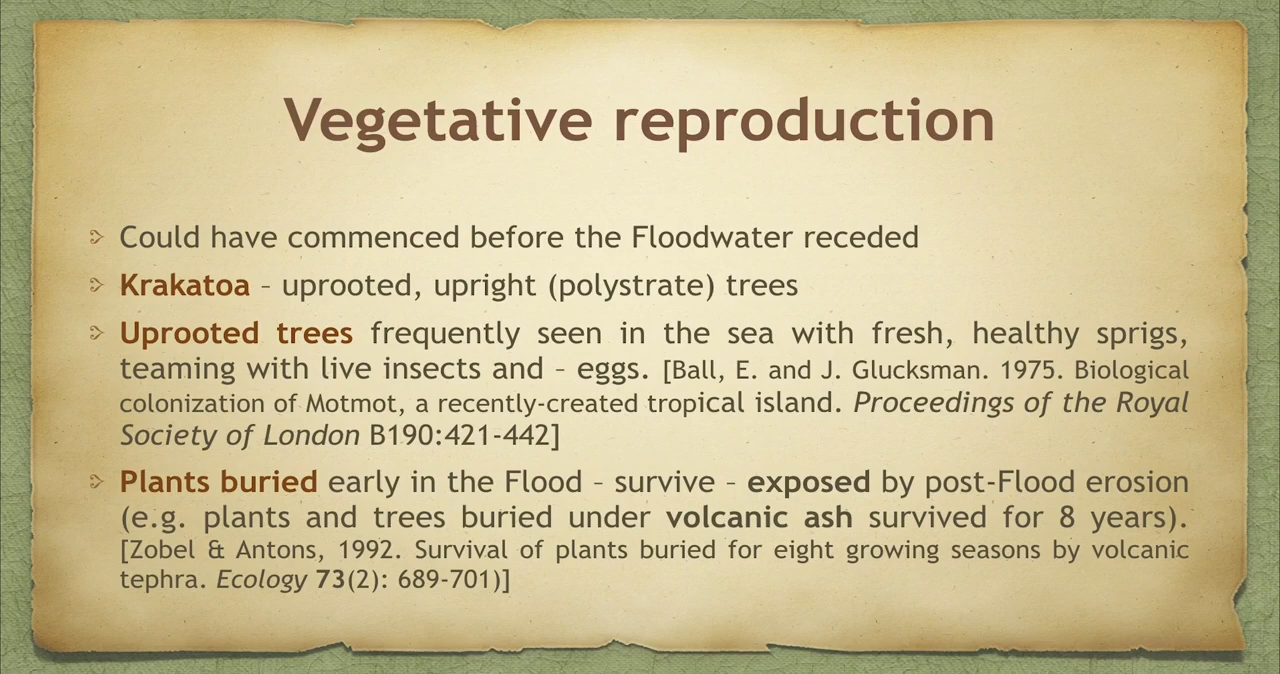 Vegetative reproduction
Could have commenced before the Floodwater receded
Krakatoa – uprooted, upright (polystrate) trees
Uprooted trees frequently seen in the sea with fresh, healthy sprigs,
teaming with live insects and – eggs. [Ball, E. and J. Glucksman. 1975. Biological
colonization of Motmot, a recently-created tropical island. Proceedings of the Royal
Society of London B190:421-442]
Plants buried early in the Flood – survive – exposed by post-Flood erosion
(e.g. plants and trees buried under volcanic ash survived for 8 years).
[Zobel & Antons, 1992. Survival of plants buried for eight growing seasons by volcanic
tephra. Ecology 73(2): 689-701)]